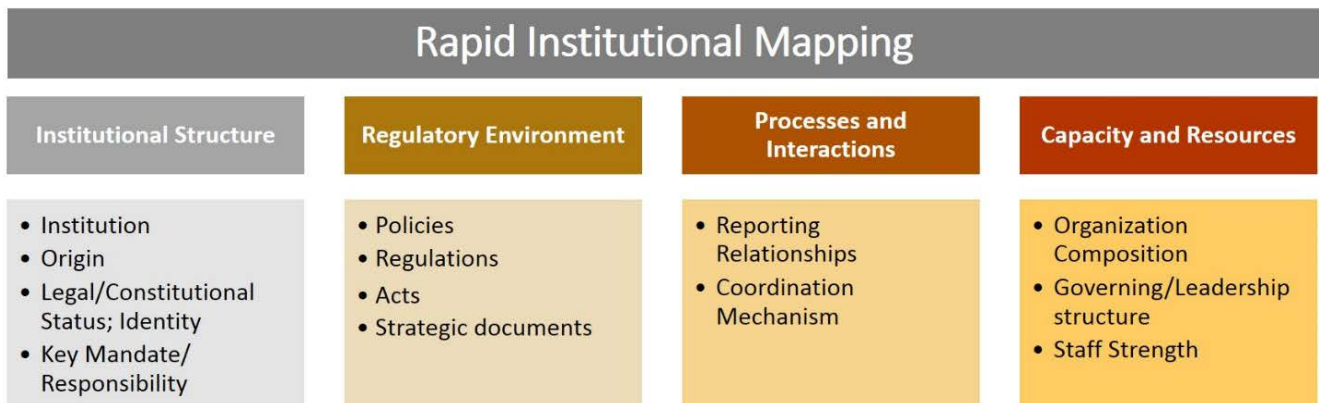 Rapid Institutional Mapping
Institutional Structure
• Institution
• Origin
• Legal/Constitutional
Status; Identity
• Key Mandate/
Responsibility
Regulatory Environment
• Policies
• Regulations
• Acts
• Strategic documents
Processes and
Interactions
• Reporting
Relationships
• Coordination
Mechanism
Capacity and Resources
• Organization
Composition
• Governing/Leadership
structure
• Staff Strength